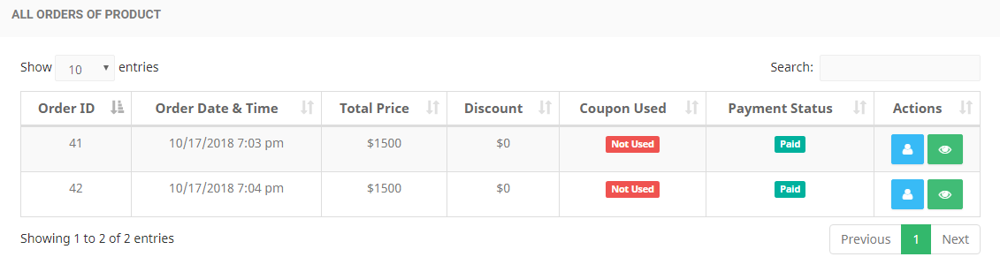 ALL ORDERS OF PRODUCT
Show 10 entries Search:
Order ID Order Date & Time Total Price Discount Coupon Used Payment Status Actions
41 10/17/2018 7:03 pm $1500 $0 Not Used Paid
42 10/17/2018 7:04 pm $1500 $0 Not Used Paid
Showing 1 to 2 of 2 entries Previous 1 Next